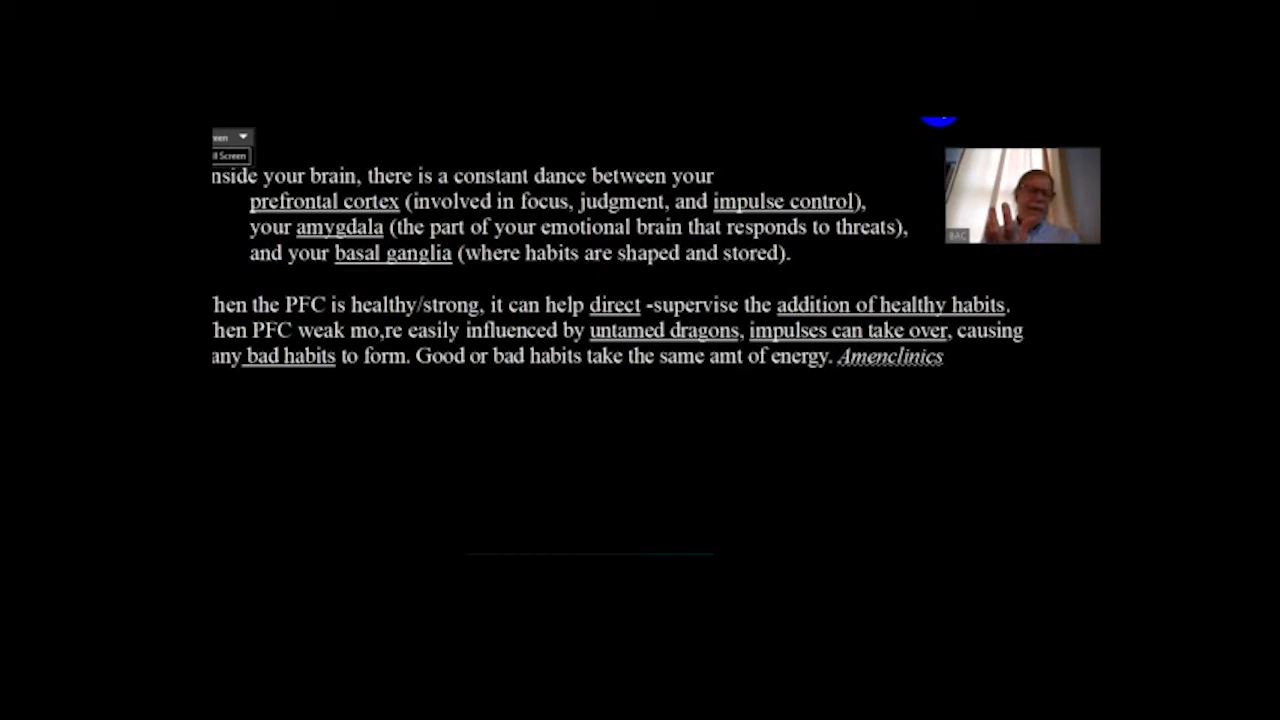 een
ll Screen
nside your brain, there is a constant dance between your
prefrontal cortex (involved in focus, judgment, and impulse control),
your amygdala (the part of your emotional brain that responds to threats),
and your basal ganglia (where habits are shaped and stored).
hen the PFC is healthy/strong, it can help direct -supervise the addition of healthy habits.
hen PFC weak mo,re easily influenced by untamed dragons, impulses can take over, causing
any bad habits to form. Good or bad habits take the same amt of energy. Amenclinics
BAC